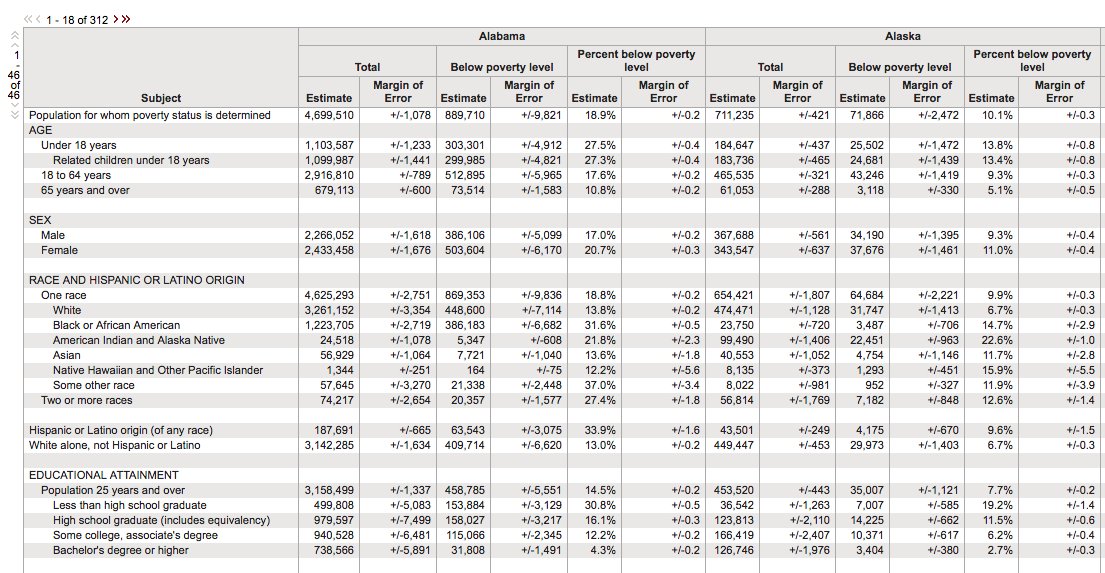 1 - 18 of 312
1 - 46 of 46
Alabama Alaska
Total Below poverty level Percent below poverty level Total Below poverty level Percent below poverty level
Subject Estimate Margin of Error Estimate Margin of Error Estimate Margin of Error Estimate Margin of Error Estimate Margin of Error Estimate Margin of Error
Population for whom poverty status is determined 4,699,510 +/-1,078 889,710 +/-9,821 18.9% +/-0.2 711,235 +/-421 71,866 +/-2,472 10.1% +/-0.3
AGE
Under 18 years 1,103,587 +/-1,233 303,301 +/-4,912 27.5% +/-0.4 184,647 +/-437 25,502 +/-1,472 13.8% +/-0.8
Related children under 18 years 1,099,987 +/-1,441 299,985 +/-4,821 27.3% +/-0.4 183,736 +/-465 24,681 +/-1,439 13.4% +/-0.8
18 to 64 years 2,916,810 +/-789 512,895 +/-5,965 17.6% +/-0.2 465,535 +/-321 43,246 +/-1,419 9.3% +/-0.3
65 years and over 679,113 +/-600 73,514 +/-1,583 10.8% +/-0.2 61,053 +/-288 3,118 +/-330 5.1% +/-0.5
SEX
Male 2,266,052 +/-1,618 386,106 +/-5,099 17.0% +/-0.2 367,688 +/-561 34,190 +/-1,395 9.3% +/-0.4
Female 2,433,458 +/-1,676 503,604 +/-6,170 20.7% +/-0.3 343,547 +/-637 37,676 +/-1,461 11.0% +/-0.4
RACE AND HISPANIC OR LATINO ORIGIN
One race 4,625,293 +/-2,751 869,353 +/-9,836 18.8% +/-0.2 654,421 +/-1,807 64,684 +/-2,221 9.9% +/-0.3
White 3,261,152 +/-3,354 448,600 +/-7,114 13.8% +/-0.2 474,471 +/-1,128 31,747 +/-1,413 6.7% +/-0.3
Black or African American 1,223,705 +/-2,719 386,183 +/-6,682 31.6% +/-0.5 23,750 +/-720 3,487 +/-706 14.7% +/-2.9
American Indian and Alaska Native 24,518 +/-1,078 5,347 +/-608 21.8% +/-2.3 99,490 +/-1,406 22,451 +/-963 22.6% +/-1.0
Asian 56,929 +/-1,064 7,721 +/-1,040 13.6% +/-1.8 40,553 +/-1,052 4,754 +/-1,146 11.7% +/-2.8
Native Hawaiian and Other Pacific Islander 1,344 +/-251 164 +/-75 12.2% +/-5.6 8,135 +/-373 1,293 +/-451 15.9% +/-5.5
Some other race 57,645 +/-3,270 21,338 +/-2,448 37.0% +/-3.4 8,022 +/-981 952 +/-327 11.9% +/-3.9
Two or more races 74,217 +/-2,654 20,357 +/-1,577 27.4% +/-1.8 56,814 +/-1,769 7,182 +/-848 12.6% +/-1.4
Hispanic or Latino origin (of any race) 187,691 +/-665 63,543 +/-3,075 33.9% +/-1.6 43,501 +/-249 4,175 +/-670 9.6% +/-1.5
White alone, not Hispanic or Latino 3,142,285 +/-1,634 409,714 +/-6,620 13.0% +/-0.2 449,447 +/-453 29,973 +/-1,403 6.7% +/-0.3
EDUCATIONAL ATTAINMENT
Population 25 years and over 3,158,499 +/-1,337 458,785 +/-5,551 14.5% +/-0.2 453,520 +/-443 35,007 +/-1,121 7.7% +/-0.2
Less than high school graduate 499,808 +/-5,083 153,884 +/-3,129 30.8% +/-0.5 36,542 +/-1,263 7,007 +/-585 19.2% +/-1.4
High school graduate (includes equivalency) 979,597 +/-7,499 158,027 +/-3,217 16.1% +/-0.3 123,813 +/-2,110 14,225 +/-662 11.5% +/-0.6
Some college, associate's degree 940,528 +/-6,481 115,066 +/-2,345 12.2% +/-0.2 166,419 +/-2,407 10,371 +/-617 6.2% +/-0.4
Bachelor's degree or higher 738,566 +/-5,891 31,808 +/-1,491 4.3% +/-0.2 126,746 +/-1,976 3,404 +/-380 2.7% +/-0.3